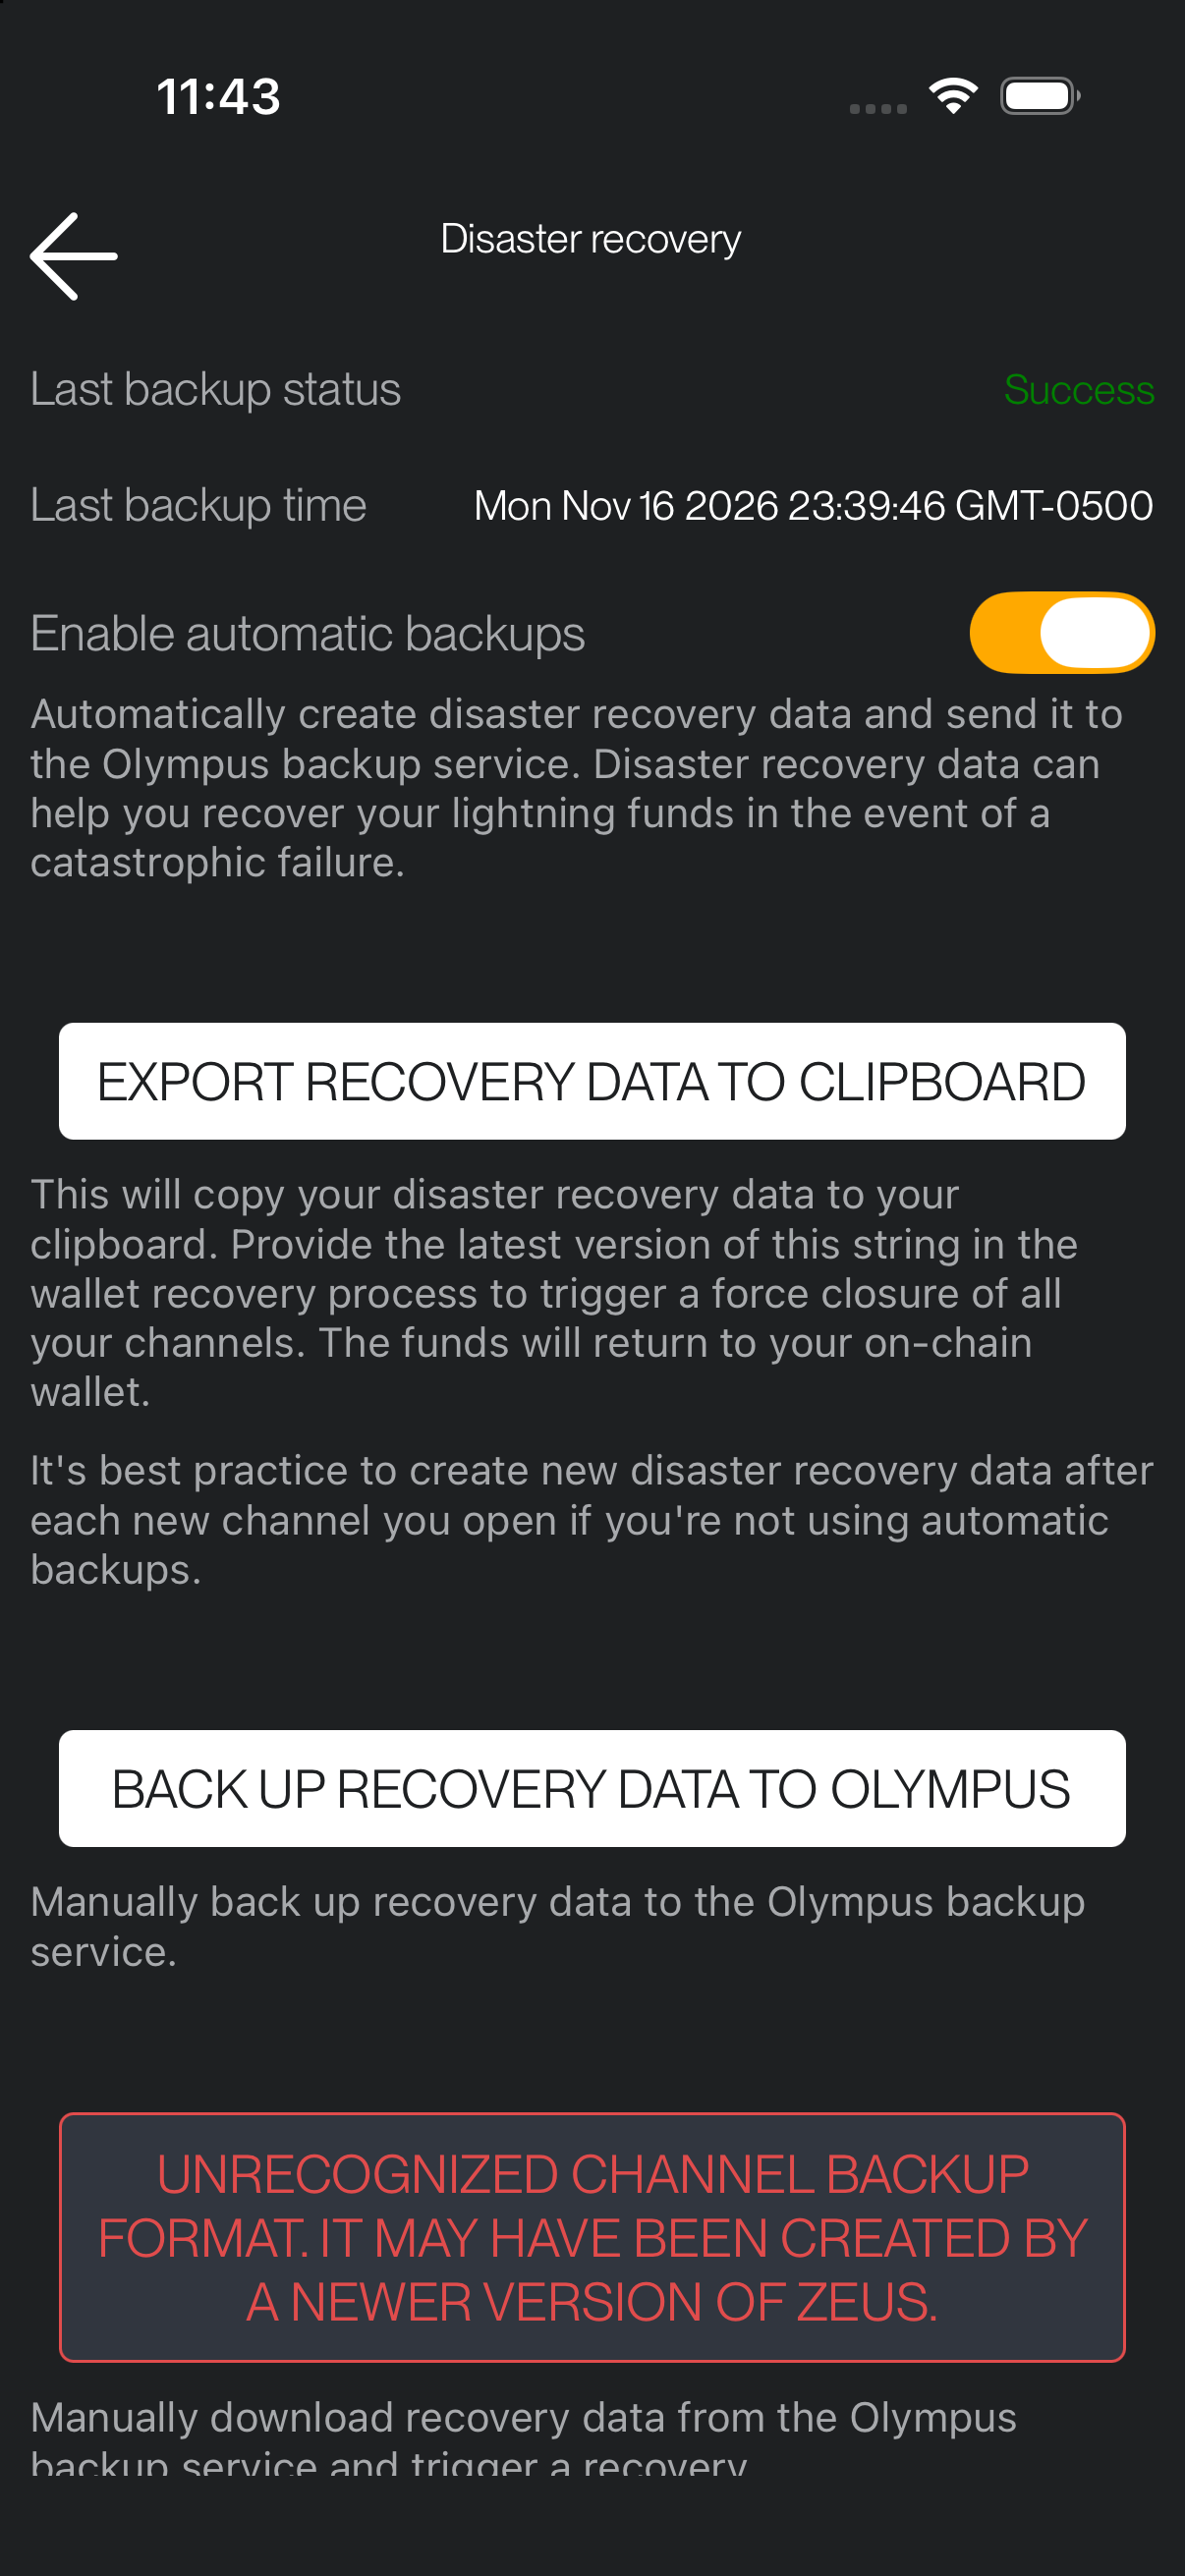 11:43
Disaster recovery
Last backup status Success
Last backup time Mon Nov 16 2026 23:39:46 GMT-0500
Enable automatic backups
Automatically create disaster recovery data and send it to
the Olympus backup service. Disaster recovery data can
help you recover your lightning funds in the event of a
catastrophic failure.
EXPORT RECOVERY DATA TO CLIPBOARD
This will copy your disaster recovery data to your
clipboard. Provide the latest version of this string in the
wallet recovery process to trigger a force closure of all
your channels. The funds will return to your on-chain
wallet.
It's best practice to create new disaster recovery data after
each new channel you open if you're not using automatic
backups.
BACK UP RECOVERY DATA TO OLYMPUS
Manually back up recovery data to the Olympus backup
service.
UNRECOGNIZED CHANNEL BACKUP
FORMAT. IT MAY HAVE BEEN CREATED BY
A NEWER VERSION OF ZEUS.
Manually download recovery data from the Olympus
backup service and trigger a recovery